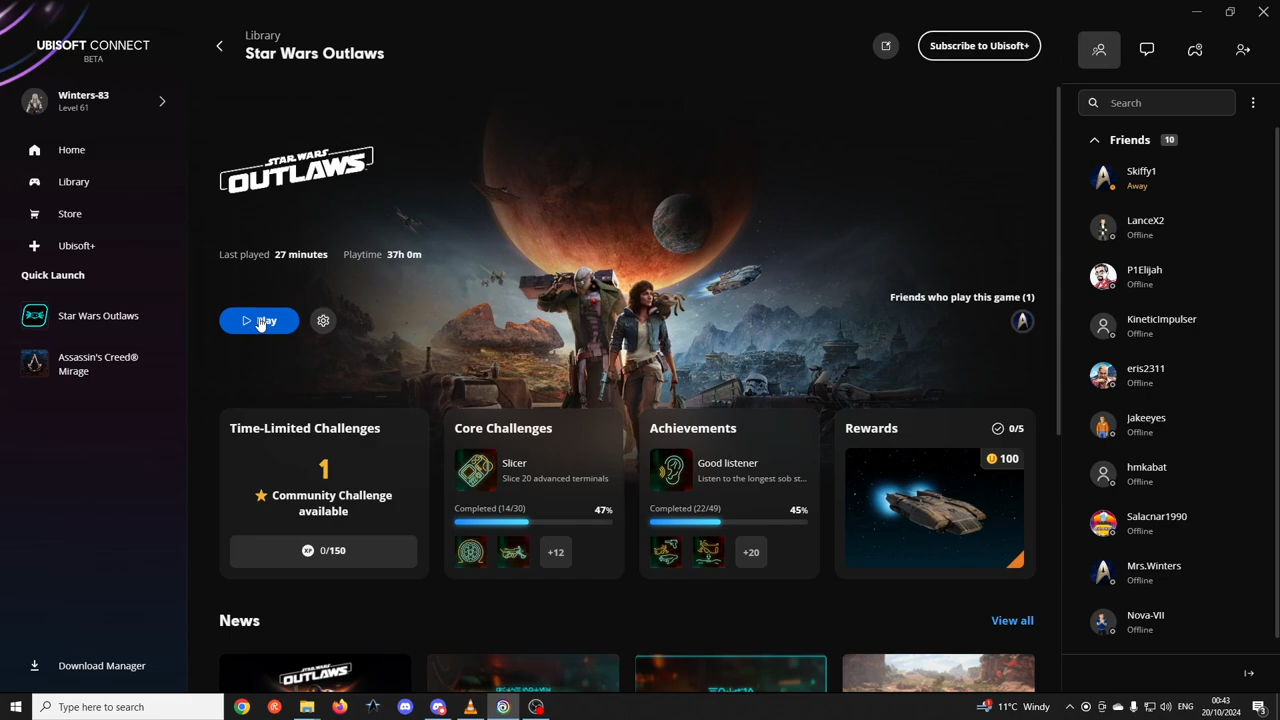 UBISOFT CONNECT
BETA
Winters-83
Level 61
Home
Library
Store
Ubisoft+
Quick Launch
Star Wars Outlaws
Assassin's Creed®
Mirage
Download Manager
Library
Star Wars Outlaws
Subscribe to Ubisoft+
STAR WARS
OUTLAWS
Last played 27 minutes Playtime 37h 0m
Play
Friends who play this game (1)
Time-Limited Challenges
1
Community Challenge
available
XP 0/150
Core Challenges
Slicer
Slice 20 advanced terminals
Completed (14/30) 47%
+12
Achievements
Good listener
Listen to the longest sob st...
Completed (22/49) 45%
+20
Rewards 0/5
100
News View all
STAR WARS
OUTLAWS
Search
Friends 10
Skiffy1
Away
LanceX2
Offline
P1Elijah
Offline
KineticImpulser
Offline
eris2311
Offline
Jakeeyes
Offline
hmkabat
Offline
Salacnar1990
Offline
Mrs.Winters
Offline
Nova-VII
Offline
Type here to search
11°C Windy
ENG
00:43
20/10/2024